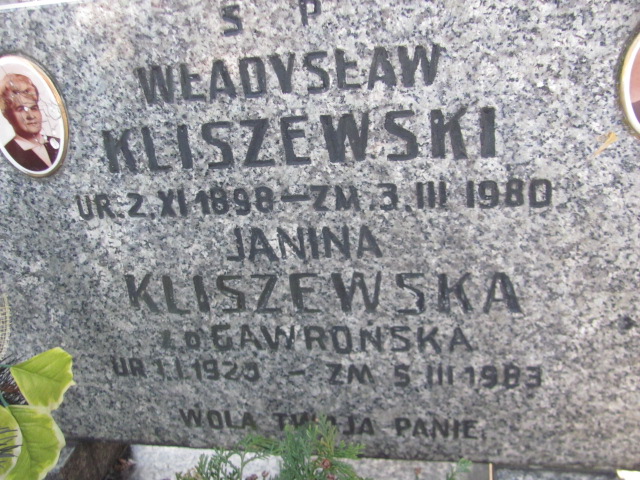 S P
WŁADYSŁAW
KLISZEWSKI
UR. 2. XI 1898 – ZM. 3. III 1980
JANINA
KLISZEWSKA
GAWROŃSKA
UR 1 I – ZM 5 III 1983
WOLA TWOJA PANIE